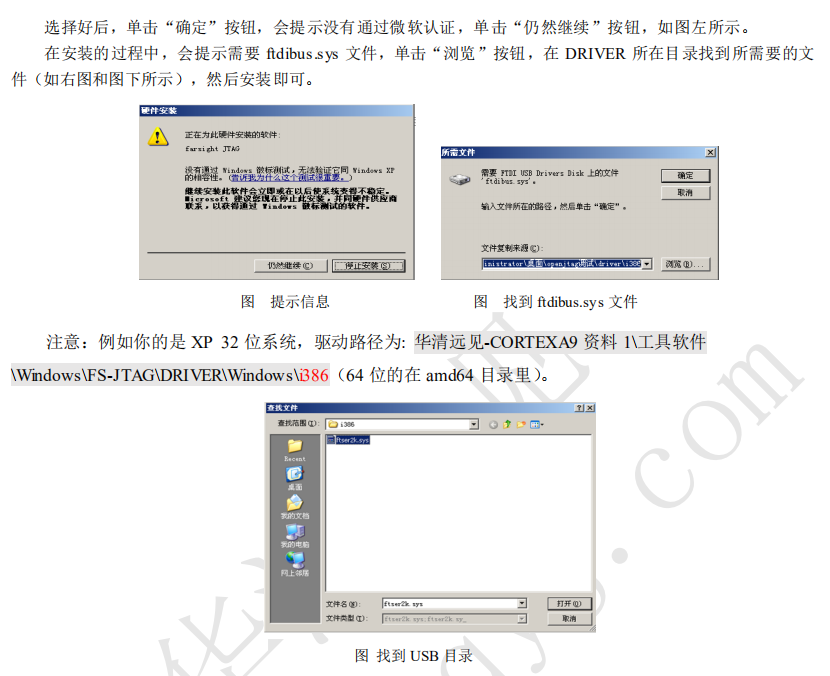 选择好后，单击“确定”按钮，会提示没有通过微软认证，单击“仍然继续”按钮，如图左所示。
在安装的过程中，会提示需要 ftdibus.sys 文件，单击“浏览”按钮，在 DRIVER 所在目录找到所需要的文
件（如右图和图下所示），然后安装即可。
硬件安装
正在为此硬件安装的软件:
farsight JTAG
没有通过 Windows 徽标测试，无法验证它同 Windows XP
的相容性。(告诉我为什么这个测试很重要。)
继续安装此软件会立即或在以后使系统变得不稳定。
Microsoft 建议您现在停止此安装，并同硬件供应商
联系，以获得通过 Windows 徽标测试的软件。
仍然继续(C)
停止安装(S)
所需文件
需要 FTDI USB Drivers Disk 上的文件
'ftdibus.sys'。
确定
取消
输入文件所在的路径，然后单击“确定”。
文件复制来源(C):
inistrator\桌面\openjtag调试\driver\i386
浏览(B)...
图 提示信息
图 找到 ftdibus.sys 文件
注意：例如你的是 XP 32 位系统，驱动路径为: 华清远见-CORTEXA9 资料 1\工具软件
\Windows\FS-JTAG\DRIVER\Windows\i386（64 位的在 amd64 目录里）。
查找文件
查找范围(I):
i386
ftser2k.sys
Recent
桌面
我的文档
我的电脑
网上邻居
文件名(N):
ftser2k.sys
打开(O)
文件类型(T):
ftser2k.sys;ftser2k.sy_
取消
图 找到 USB 目录